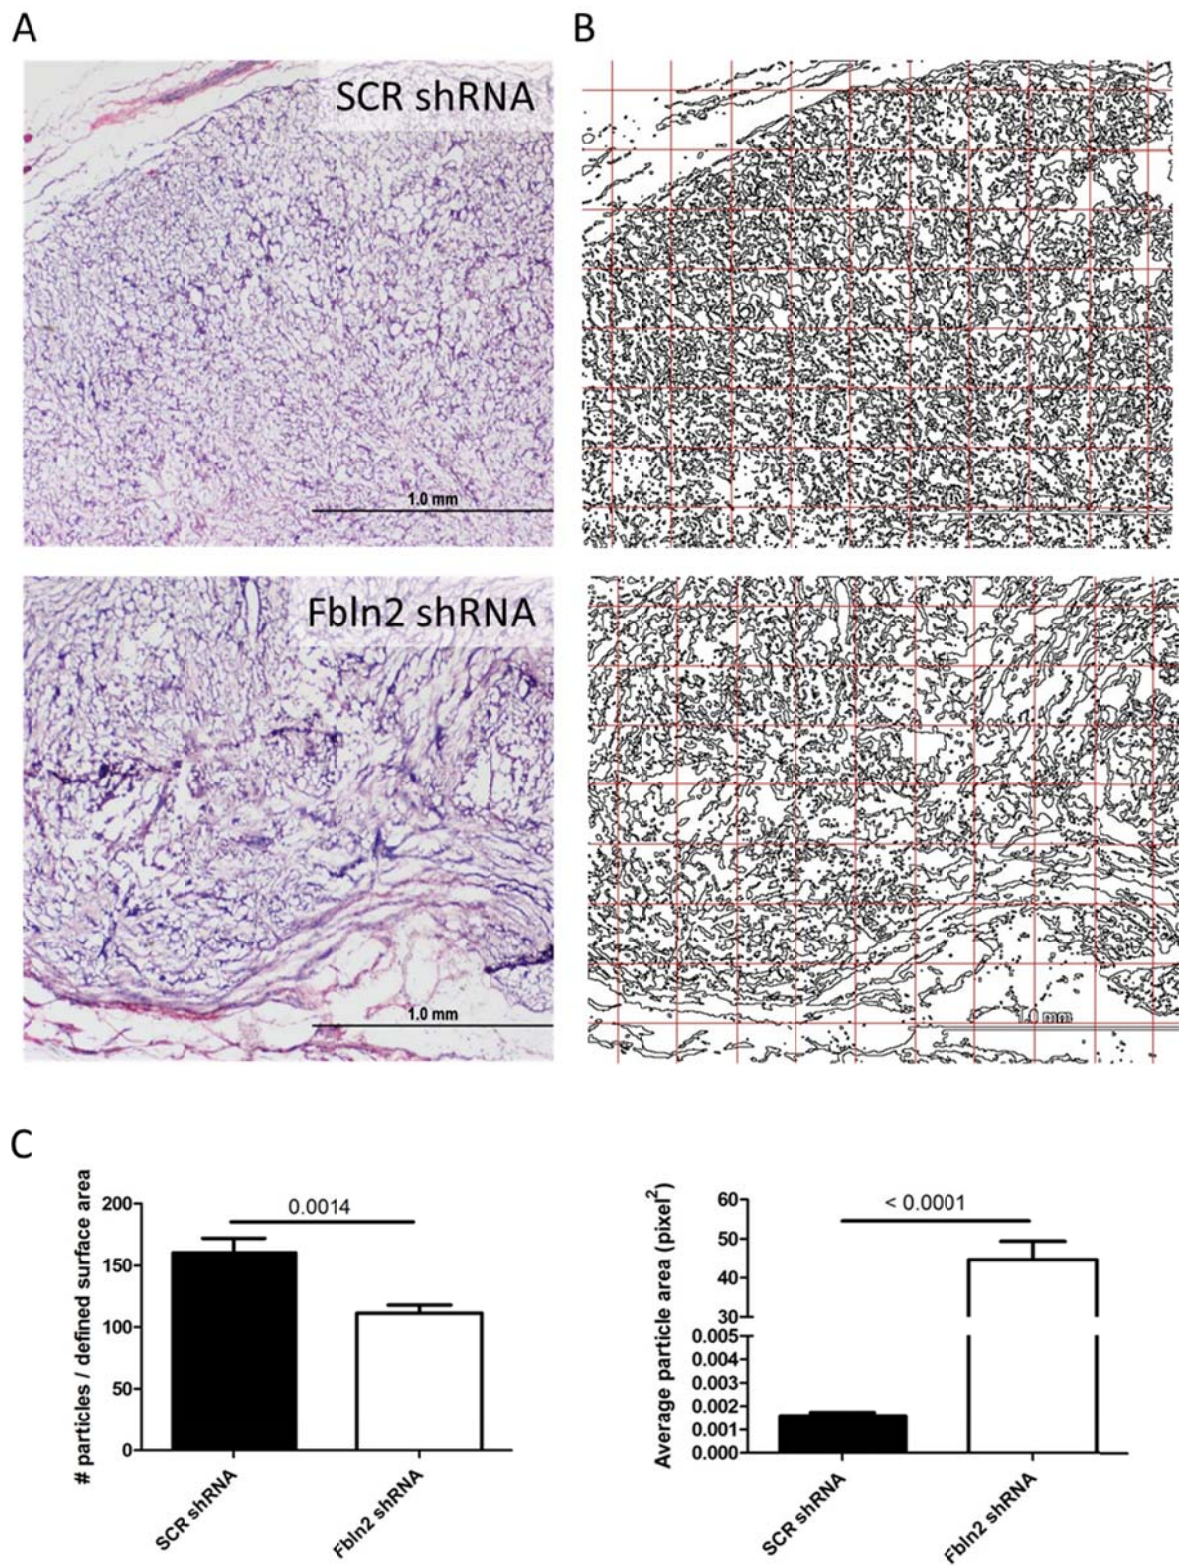 A
B
SCR shRNA
1.0 mm
Fbln2 shRNA
1.0 mm
1.0 mm
C
# particles / defined surface area
200
150
100
50
0
0.0014
SCR shRNA
Fbln2 shRNA
Average particle area (pixel²)
60
50
40
30
0.005
0.004
0.003
0.002
0.001
0.000
< 0.0001
SCR shRNA
Fbln2 shRNA